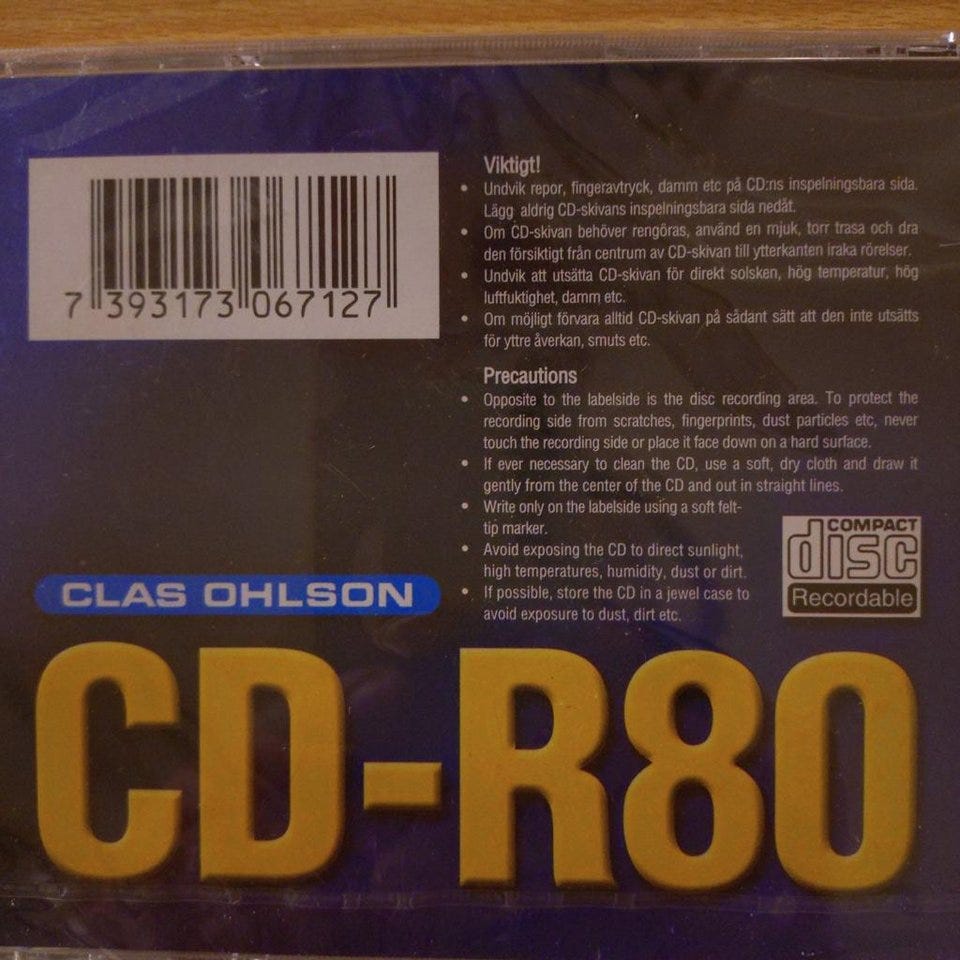 7 393173 067127
Viktigt!
• Undvik repor, fingeravtryck, damm etc på CD:ns inspelningsbara sida.
Lägg aldrig CD-skivans inspelningsbara sida nedåt.
• Om CD-skivan behöver rengöras, använd en mjuk, torr trasa och dra
den försiktigt från centrum av CD-skivan till ytterkanten iraka rörelser.
• Undvik att utsätta CD-skivan för direkt solsken, hög temperatur, hög
luftfuktighet, damm etc.
• Om möjligt förvara alltid CD-skivan på sådant sätt att den inte utsätts
för yttre åverkan, smuts etc.
Precautions
• Opposite to the labelside is the disc recording area. To protect the
recording side from scratches, fingerprints, dust particles etc, never
touch the recording side or place it face down on a hard surface.
• If ever necessary to clean the CD, use a soft, dry cloth and draw it
gently from the center of the CD and out in straight lines.
• Write only on the labelside using a soft felt-
tip marker.
• Avoid exposing the CD to direct sunlight,
high temperatures, humidity, dust or dirt.
• If possible, store the CD in a jewel case to
avoid exposure to dust, dirt etc.
COMPACT
disc
Recordable
CLAS OHLSON
CD-R80